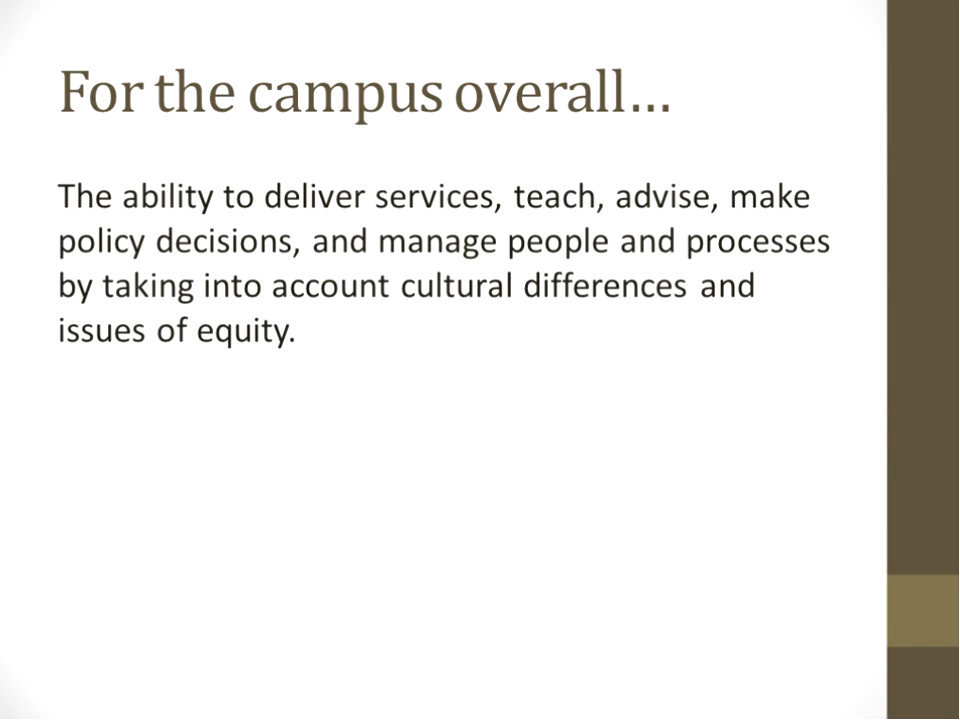 For the campus overall…
The ability to deliver services, teach, advise, make
policy decisions, and manage people and processes
by taking into account cultural differences and
issues of equity.